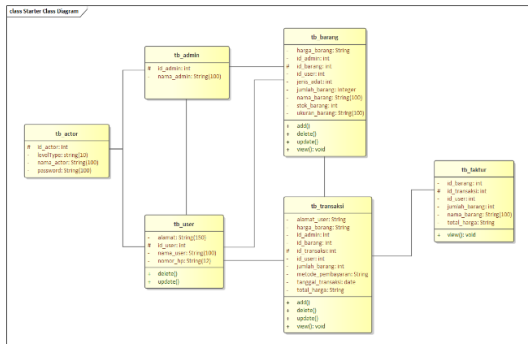 class Starter Class Diagram
tb_admin
# id_admin: int
- nama_admin: String(100)
tb_barang
harga_barang: String
- id_admin: int
# id_barang: int
- id_user: int
- jumlah_barang: Integer
- nama_barang: String(100)
- stok_barang: int
- ukuran_barang: String(100)
+ add()
+ delete()
+ update()
+ view(): void
tb_actor
# id_actor: int
- levelType: string(10)
- nama_actor: String(100)
- password: String(100)
tb_user
- alamat: String(150)
# id_user: int
- nama_user: String(100)
- nomor_hp: String(12)
+ delete()
+ update()
tb_transaksi
- alamat_user: String
- harga_barang: String
- id_admin: int
- id_barang: int
# id_transaksi: int
- id_user: int
- jumlah_barang: int
- metode_pembayaran: String
- tanggal_transaksi: date
- total_harga: String
+ add()
+ delete()
+ update()
+ view(): void
tb_faktur
- id_barang: int
# id_transaksi: int
- id_user: int
- jumlah_barang: int
- nama_barang: String(100)
- total_harga: String
+ view(): void